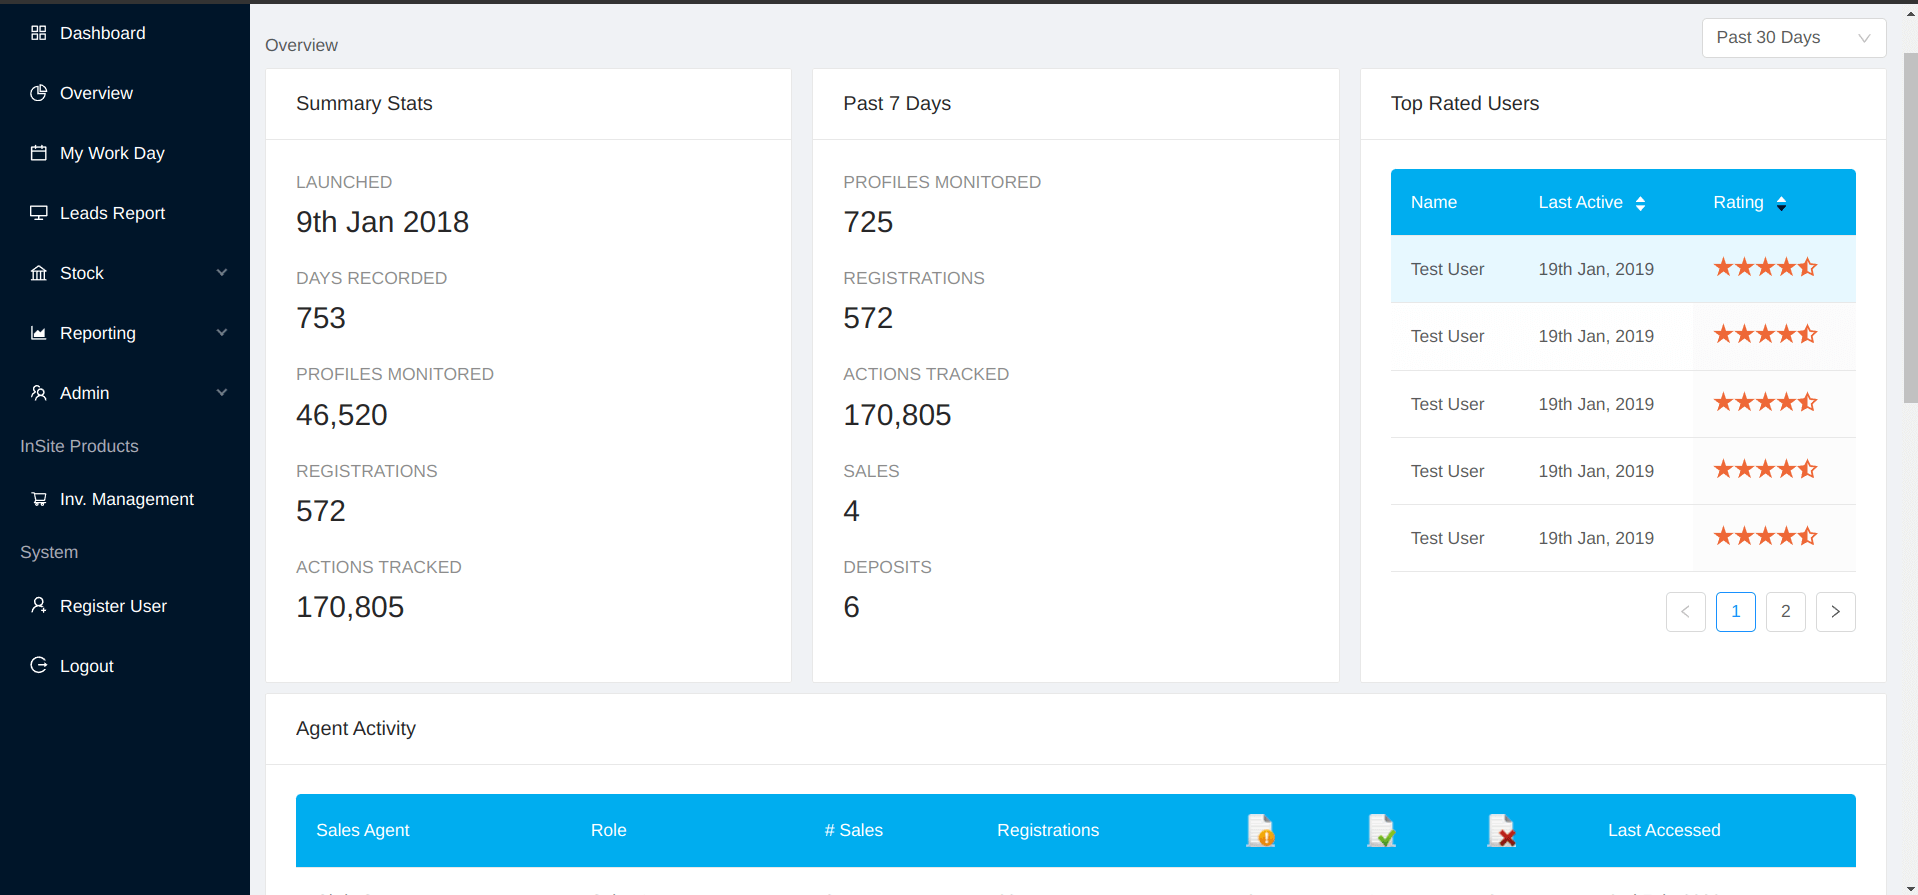 Dashboard
Overview
My Work Day
Leads Report
Stock
Reporting
Admin
InSite Products
Inv. Management
System
Register User
Logout
Overview
Past 30 Days
Summary Stats
LAUNCHED
9th Jan 2018
DAYS RECORDED
753
PROFILES MONITORED
46,520
REGISTRATIONS
572
ACTIONS TRACKED
170,805
Past 7 Days
PROFILES MONITORED
725
REGISTRATIONS
572
ACTIONS TRACKED
170,805
SALES
4
DEPOSITS
6
Top Rated Users
Name Last Active Rating
Test User 19th Jan, 2019
Test User 19th Jan, 2019
Test User 19th Jan, 2019
Test User 19th Jan, 2019
Test User 19th Jan, 2019
1 2
Agent Activity
Sales Agent Role # Sales Registrations Last Accessed